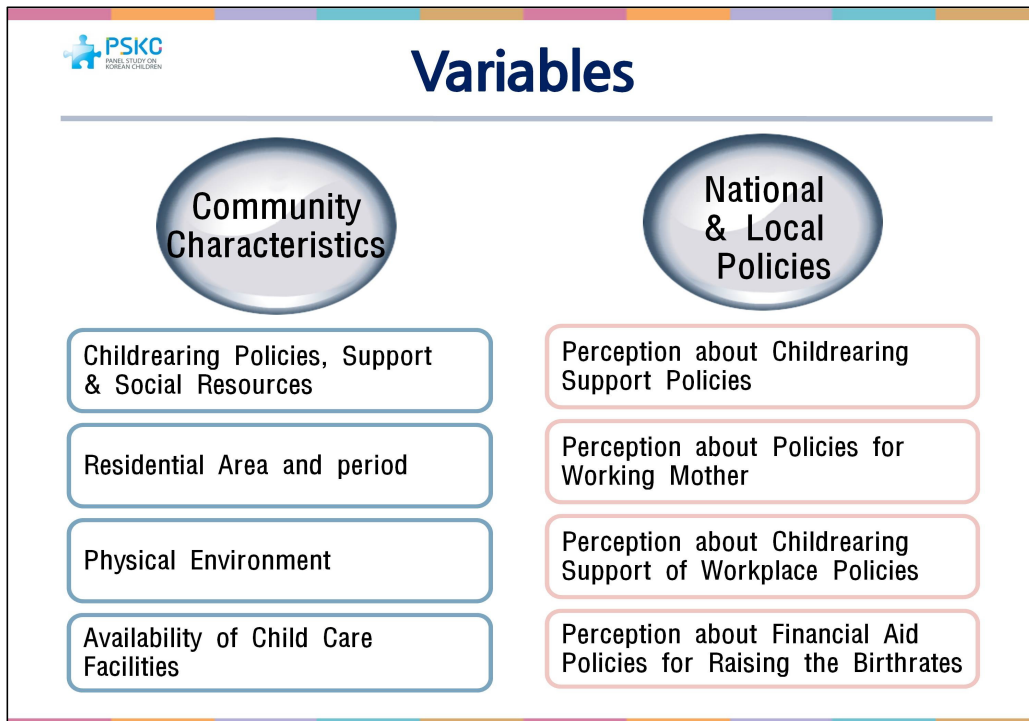 PSKC
PANEL STUDY ON
KOREAN CHILDREN
Variables
Community
Characteristics
Childrearing Policies, Support
& Social Resources
Residential Area and period
Physical Environment
Availability of Child Care
Facilities
National
& Local
Policies
Perception about Childrearing
Support Policies
Perception about Policies for
Working Mother
Perception about Childrearing
Support of Workplace Policies
Perception about Financial Aid
Policies for Raising the Birthrates